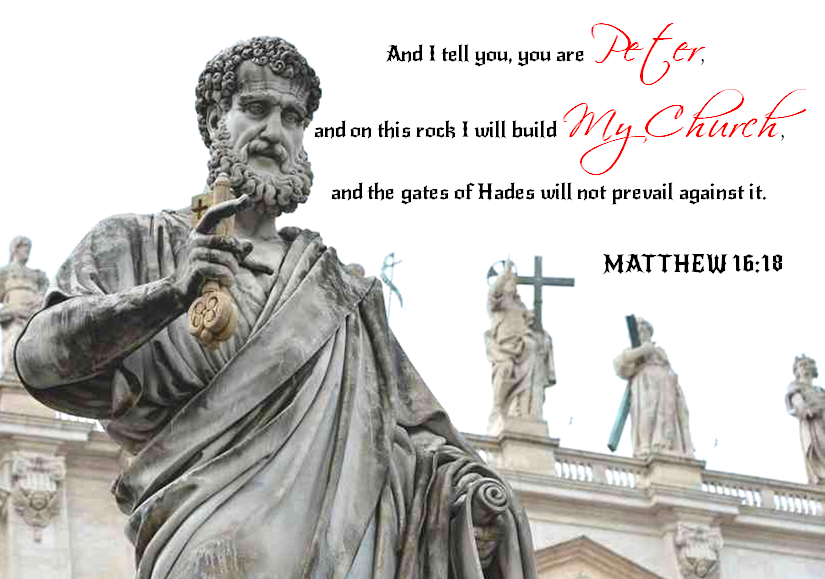 And I tell you, you are Peter,
and on this rock I will build My Church,
and the gates of Hades will not prevail against it.
MATTHEW 16:18